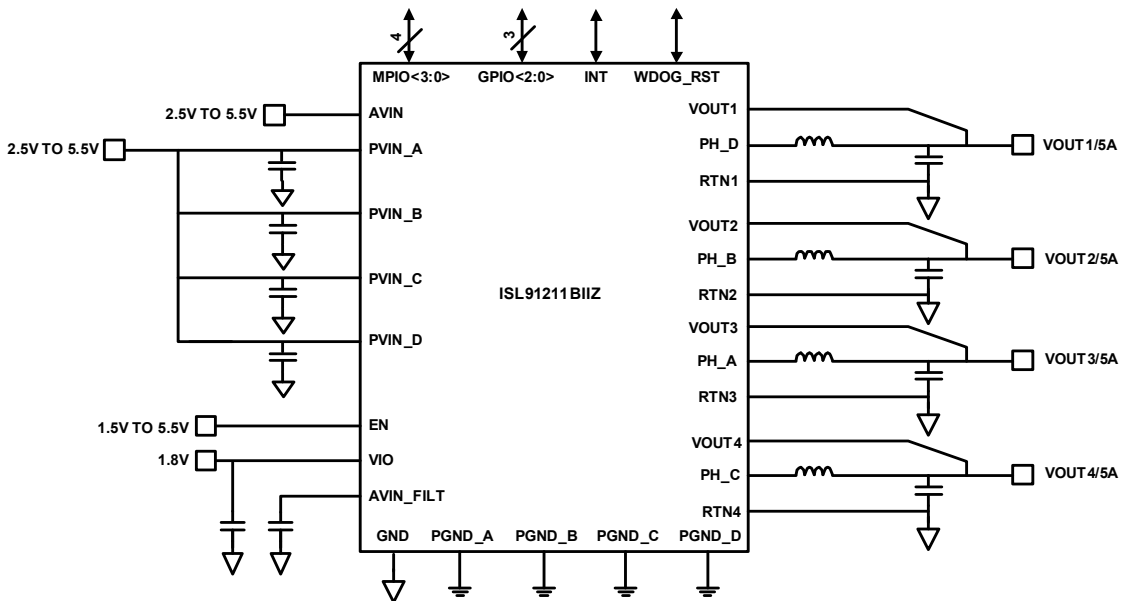 4
3
MPIO<3:0> GPIO<2:0> INT WDOG_RST
2.5V TO 5.5V
AVIN
2.5V TO 5.5V
PVIN_A
PVIN_B
PVIN_C
PVIN_D
1.5V TO 5.5V
EN
1.8V
VIO
AVIN_FILT
ISL91211BIIZ
VOUT1
PH_D
VOUT1/5A
RTN1
VOUT2
PH_B
VOUT2/5A
RTN2
VOUT3
PH_A
VOUT3/5A
RTN3
VOUT4
PH_C
VOUT4/5A
RTN4
GND PGND_A PGND_B PGND_C PGND_D